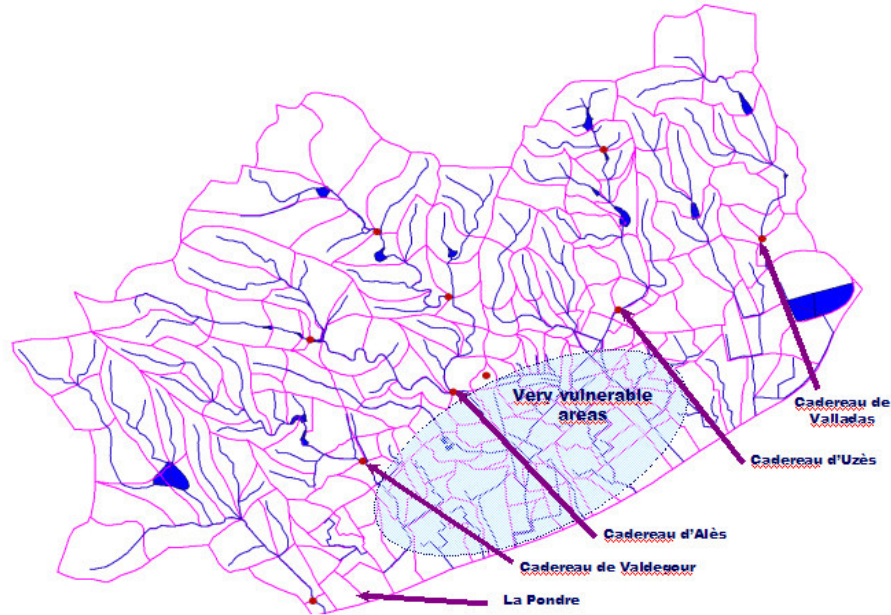 Very vulnerable
areas
Cadereau de
Valladas
Cadereau d'Uzès
Cadereau d'Alès
Cadereau de Valdegour
La Pondre